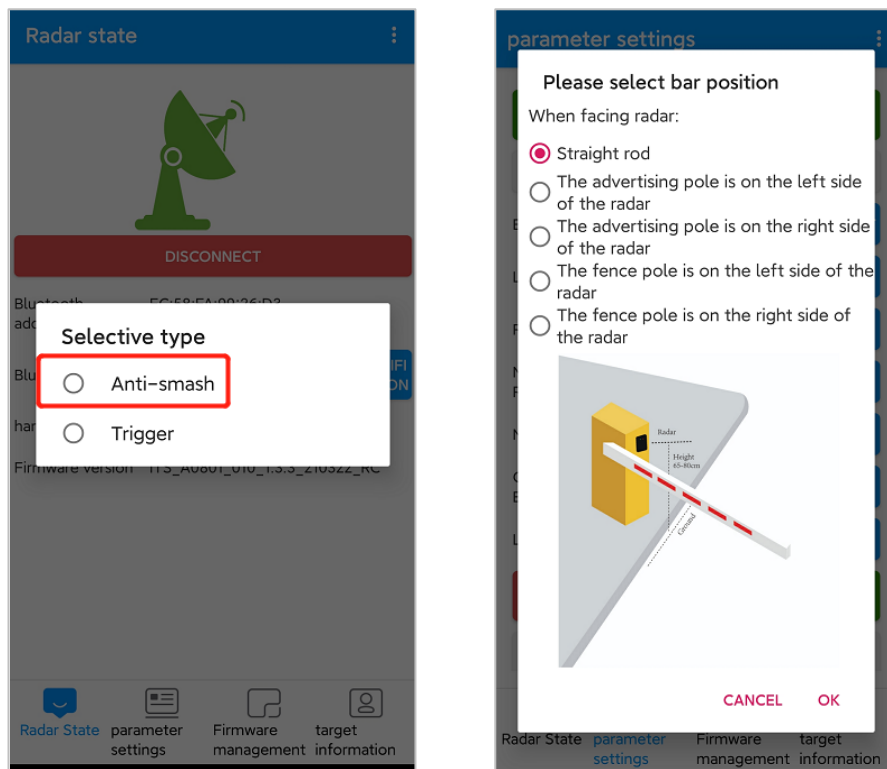 Radar state
DISCONNECT
Selective type
Anti-smash
Trigger
Firmware version
Radar State
parameter
settings
Firmware
management
target
information
parameter settings
Please select bar position
When facing radar:
Straight rod
The advertising pole is on the left side
of the radar
The advertising pole is on the right side
of the radar
The fence pole is on the left side of the
radar
The fence pole is on the right side of
the radar
Radar
Height
65-80cm
Ground
CANCEL
OK
Radar State
parameter
settings
Firmware
management
target
information